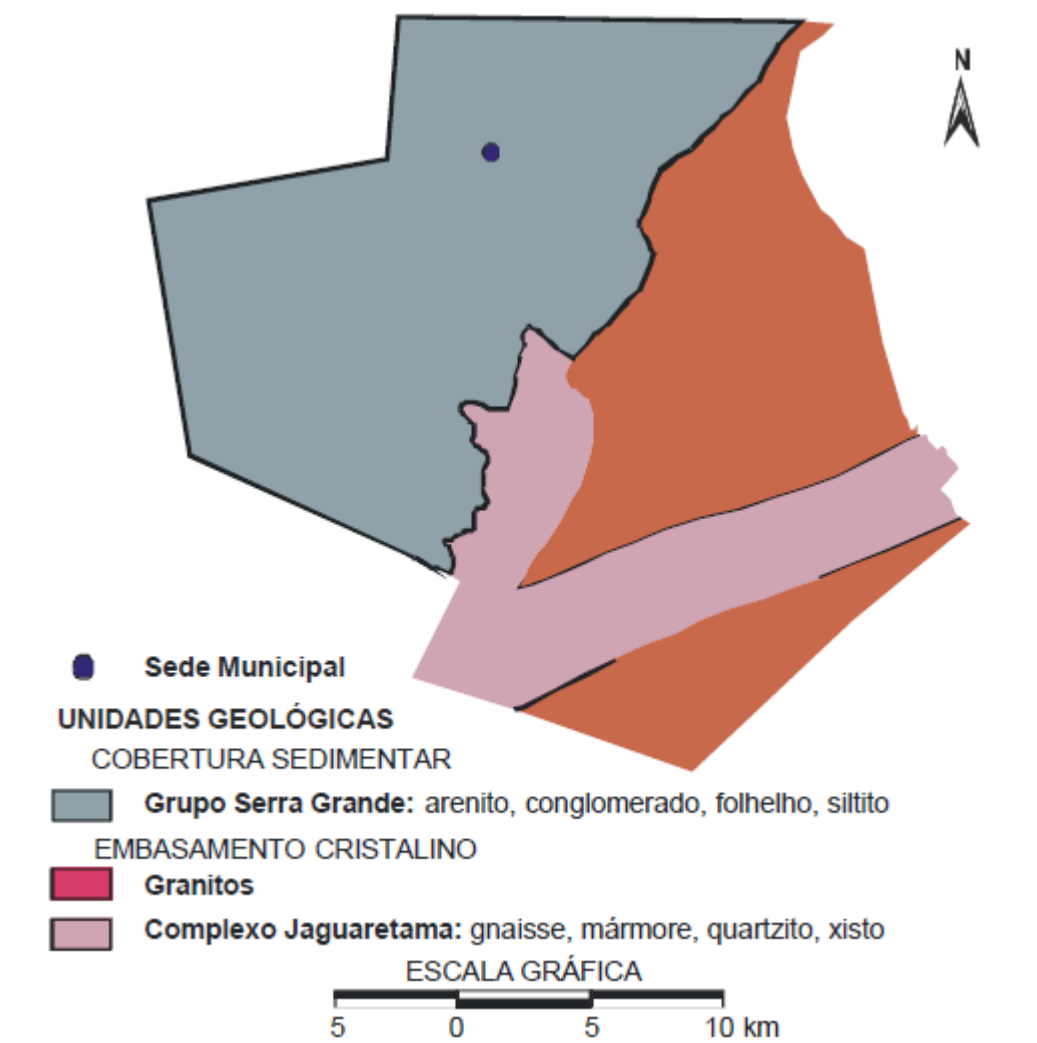 N
Sede Municipal
UNIDADES GEOLÓGICAS
COBERTURA SEDIMENTAR
Grupo Serra Grande: arenito, conglomerado, folhelho, siltito
EMBASAMENTO CRISTALINO
Granitos
Complexo Jaguaretama: gnaisse, mármore, quartzito, xisto
ESCALA GRÁFICA
5 0 5 10 km